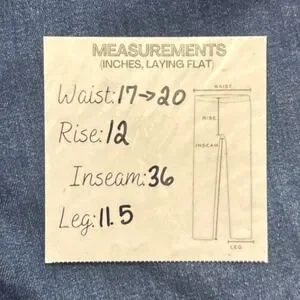 MEASUREMENTS
(INCHES, LAYING FLAT)
Waist: 17→20
Rise: 12
Inseam: 36
Leg: 11.5
WAIST
RISE
INSEAM
LEG